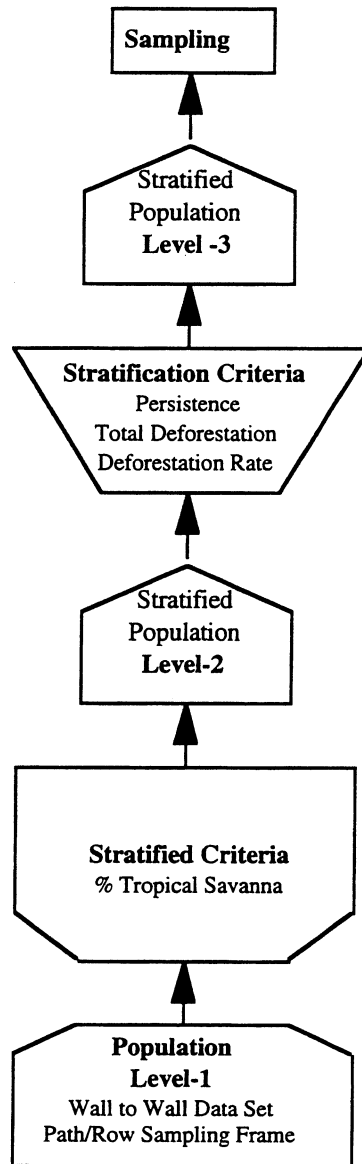 Sampling
Stratified
Population
Level -3
Stratification Criteria
Persistence
Total Deforestation
Deforestation Rate
Stratified
Population
Level-2
Stratified Criteria
% Tropical Savanna
Population
Level-1
Wall to Wall Data Set
Path/Row Sampling Frame